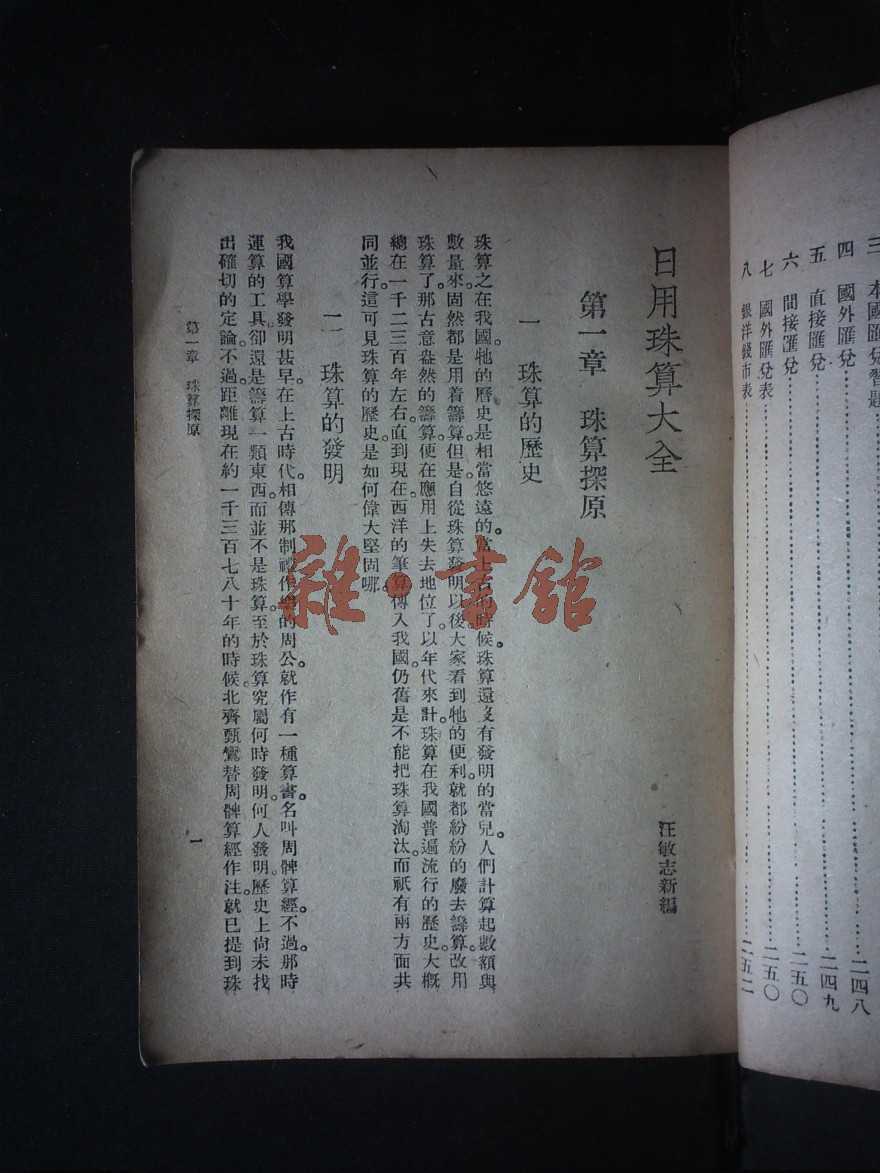 三 本國匯兌習題
四 國外匯兌……二四八
五 直接匯兌……二四九
六 間接匯兌……二五〇
七 國外匯兌表……二五〇
八 銀洋錢市表……二五二
日用珠算大全
汪敏志新編
第一章 珠算探原
一 珠算的歷史
珠算之在我國。牠的曆史是相當悠遠的。當上古的時候。珠算還沒有發明的當兒。人們計算起數額與
數量來。固然都是用着籌算。但是。自從珠算發明以後。大家看到牠的便利。就都紛紛的廢去籌算。改用
珠算了。那古意盎然的籌算。便在應用上失去地位了。以年代來計。珠算在我國普遍流行的歷史。大概
總在一千二三百年左右。直到現在。西洋的筆算傳入我國。仍舊是不能把珠算淘汰。而祇有兩方面共
同並行。這可見珠算的歷史。是如何偉大堅固哪。
二 珠算的發明
我國算學發明甚早。在上古時代。相傳那制禮作樂的周公。就作有一種算書。名叫周髀算經。不過。那時
運算的工具。卻還是籌算一類東西。而並不是珠算。至於珠算究屬何時發明。何人發明。歷史上尙未找
出確切的定論。不過。距離現在約一千三百七八十年的時候。北齊甄鸞替周髀算經作注。就已提到珠
第一章 珠算探原
一
雜·書館